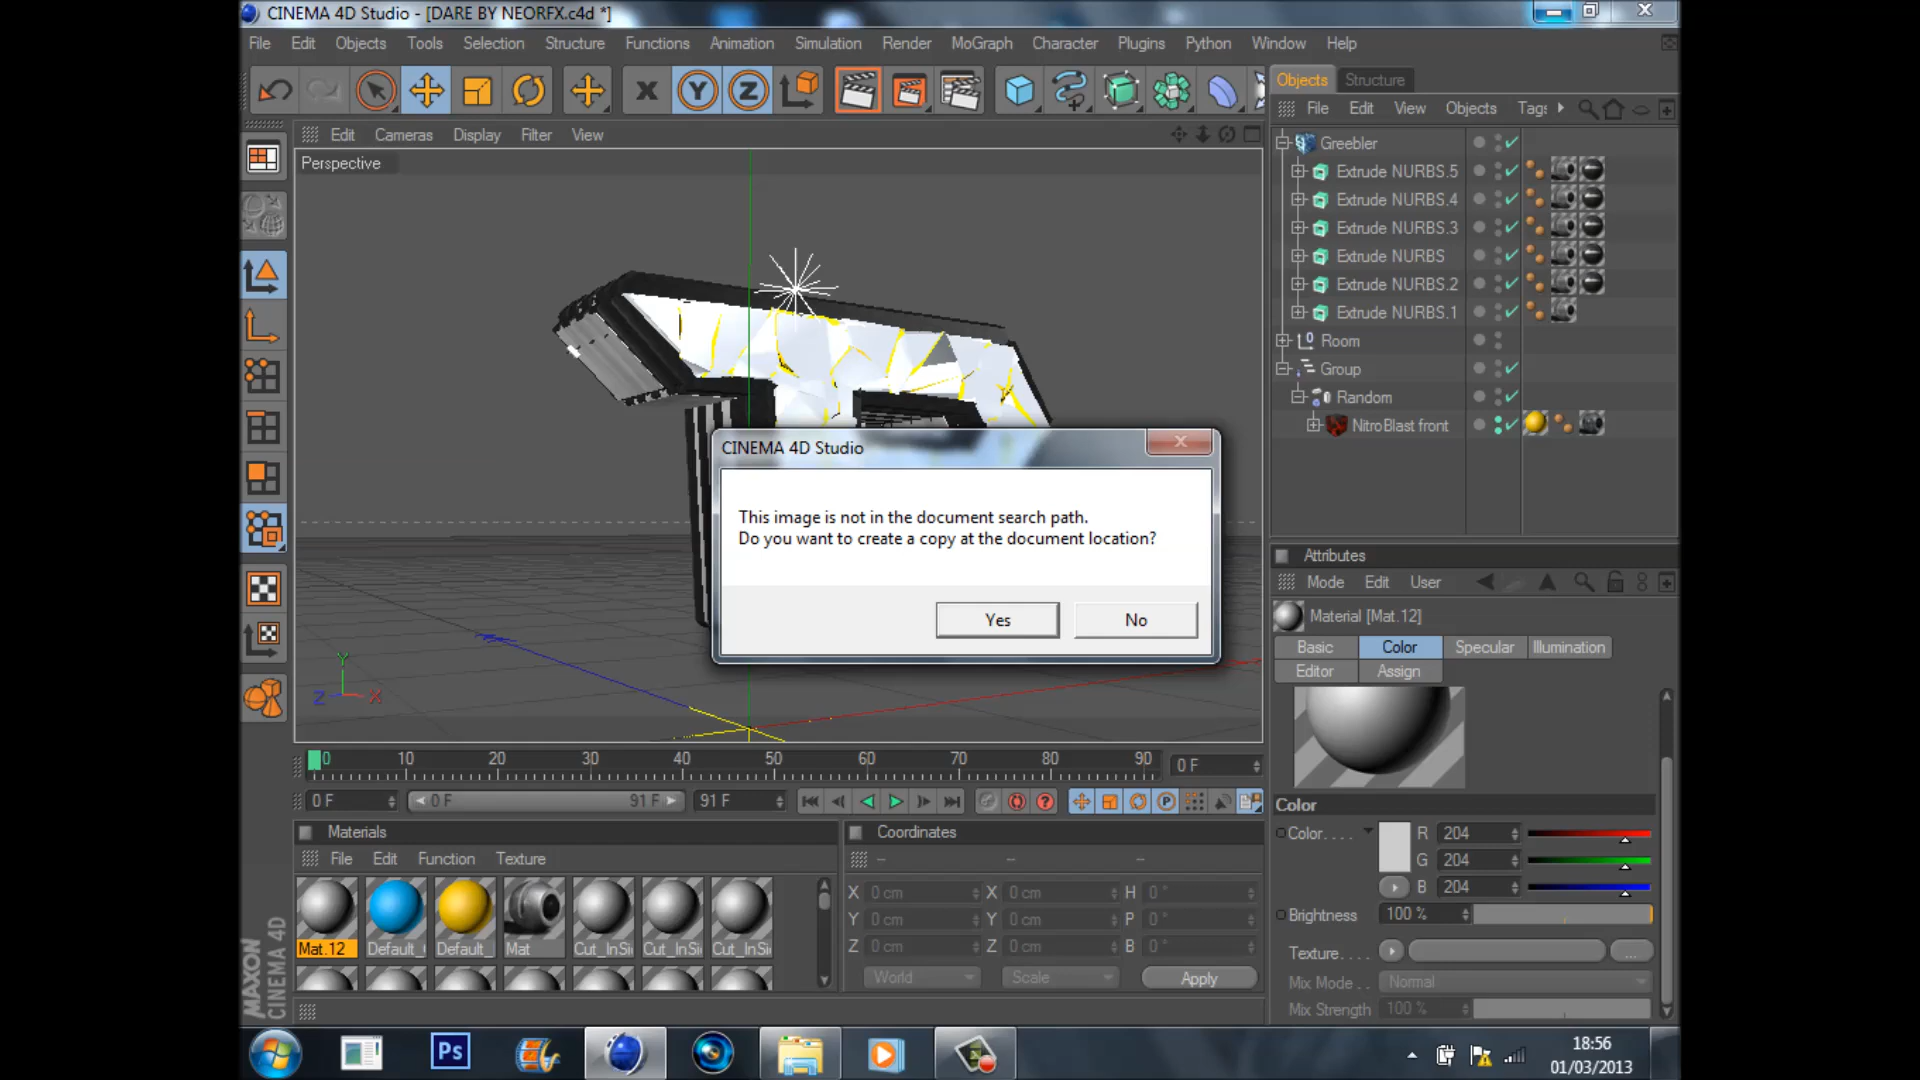 CINEMA 4D Studio - [DARE BY NEORFX.c4d *]
File Edit Objects Tools Selection Structure Functions Animation Simulation Render MoGraph Character Plugins Python Window Help
X Y Z
Objects Structure
File Edit View Objects Tags
Edit Cameras Display Filter View
Perspective
Greebler
Extrude NURBS.5
Extrude NURBS.4
Extrude NURBS.3
Extrude NURBS
Extrude NURBS.2
Extrude NURBS.1
Room
Group
Random
NitroBlast front
CINEMA 4D Studio
This image is not in the document search path.
Do you want to create a copy at the document location?
Yes No
Attributes
Mode Edit User
Material [Mat.12]
Basic Color Specular Illumination
Editor Assign
Y
Z X
0 10 20 30 40 50 60 70 80 90 0 F
0 F 0 F 91 F 91 F
Color
Color. . . . R 204
G 204
B 204
Brightness 100 %
Texture. . . . ...
Mix Mode . . Normal
Mix Strength 100 %
Materials
File Edit Function Texture
Mat.12 Default_ Default_ Mat Cut_InSi Cut_InSi Cut_InSi
Coordinates
-- -- --
X 0 cm X 0 cm H 0 °
Y 0 cm Y 0 cm P 0 °
Z 0 cm Z 0 cm B 0 °
World Scale Apply
MAXON
CINEMA 4D
Ps
18:56
01/03/2013